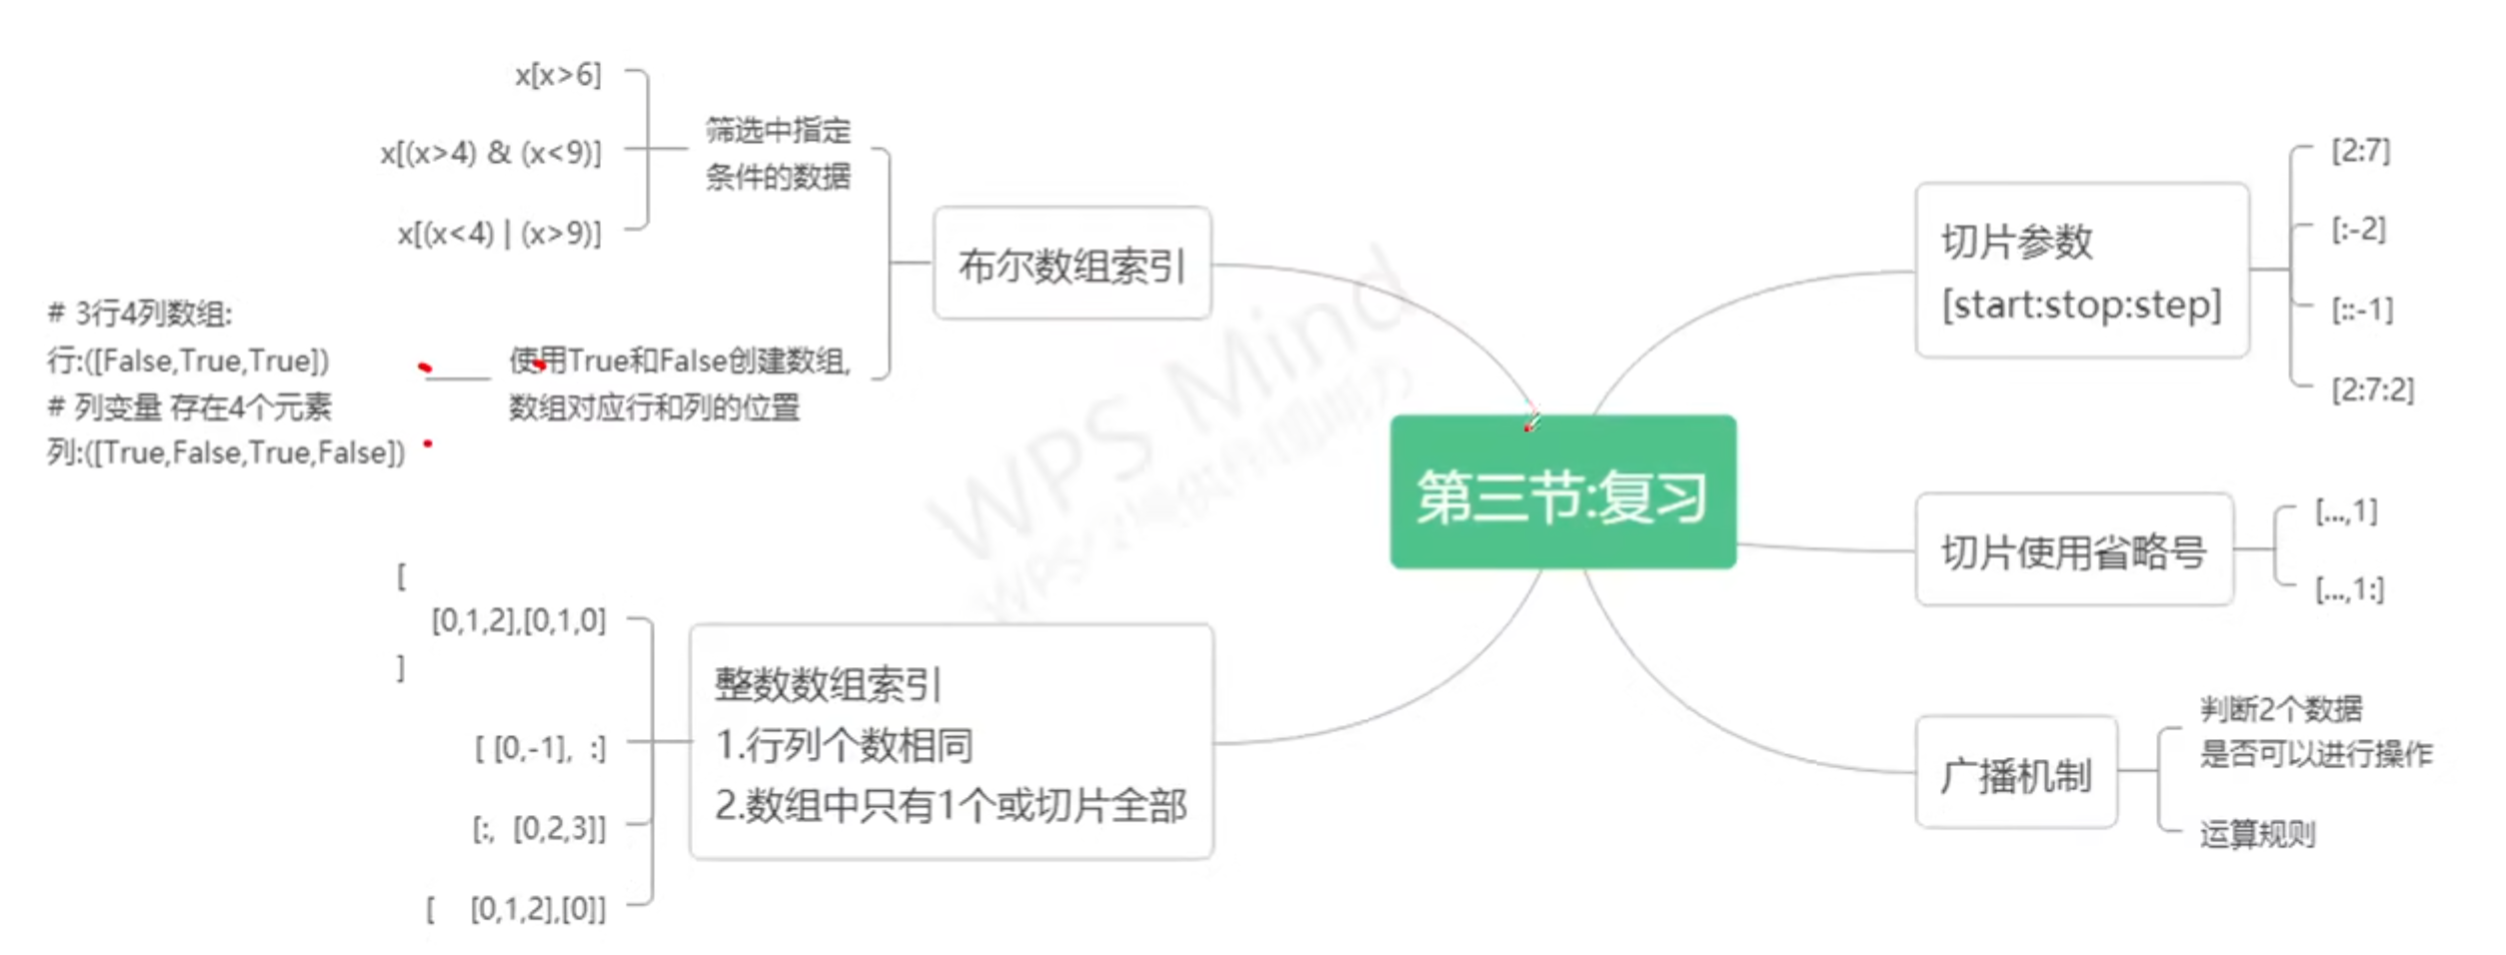 第三节:复习
切片参数
[start:stop:step]
[2:7]
[:-2]
[::-1]
[2:7:2]
切片使用省略号
[...,1]
[...,1:]
广播机制
判断2个数据
是否可以进行操作
运算规则
布尔数组索引
筛选中指定
条件的数据
x[x>6]
x[(x>4) & (x<9)]
x[(x<4) | (x>9)]
使用True和False创建数组,
数组对应行和列的位置
# 3行4列数组:
行:([False,True,True])
# 列变量 存在4个元素
列:([True,False,True,False])
整数数组索引
1.行列个数相同
2.数组中只有1个或切片全部
[
[0,1,2],[0,1,0]
]
[ [0,-1], :]
[:, [0,2,3]]
[ [0,1,2],[0]]
WPS Mind